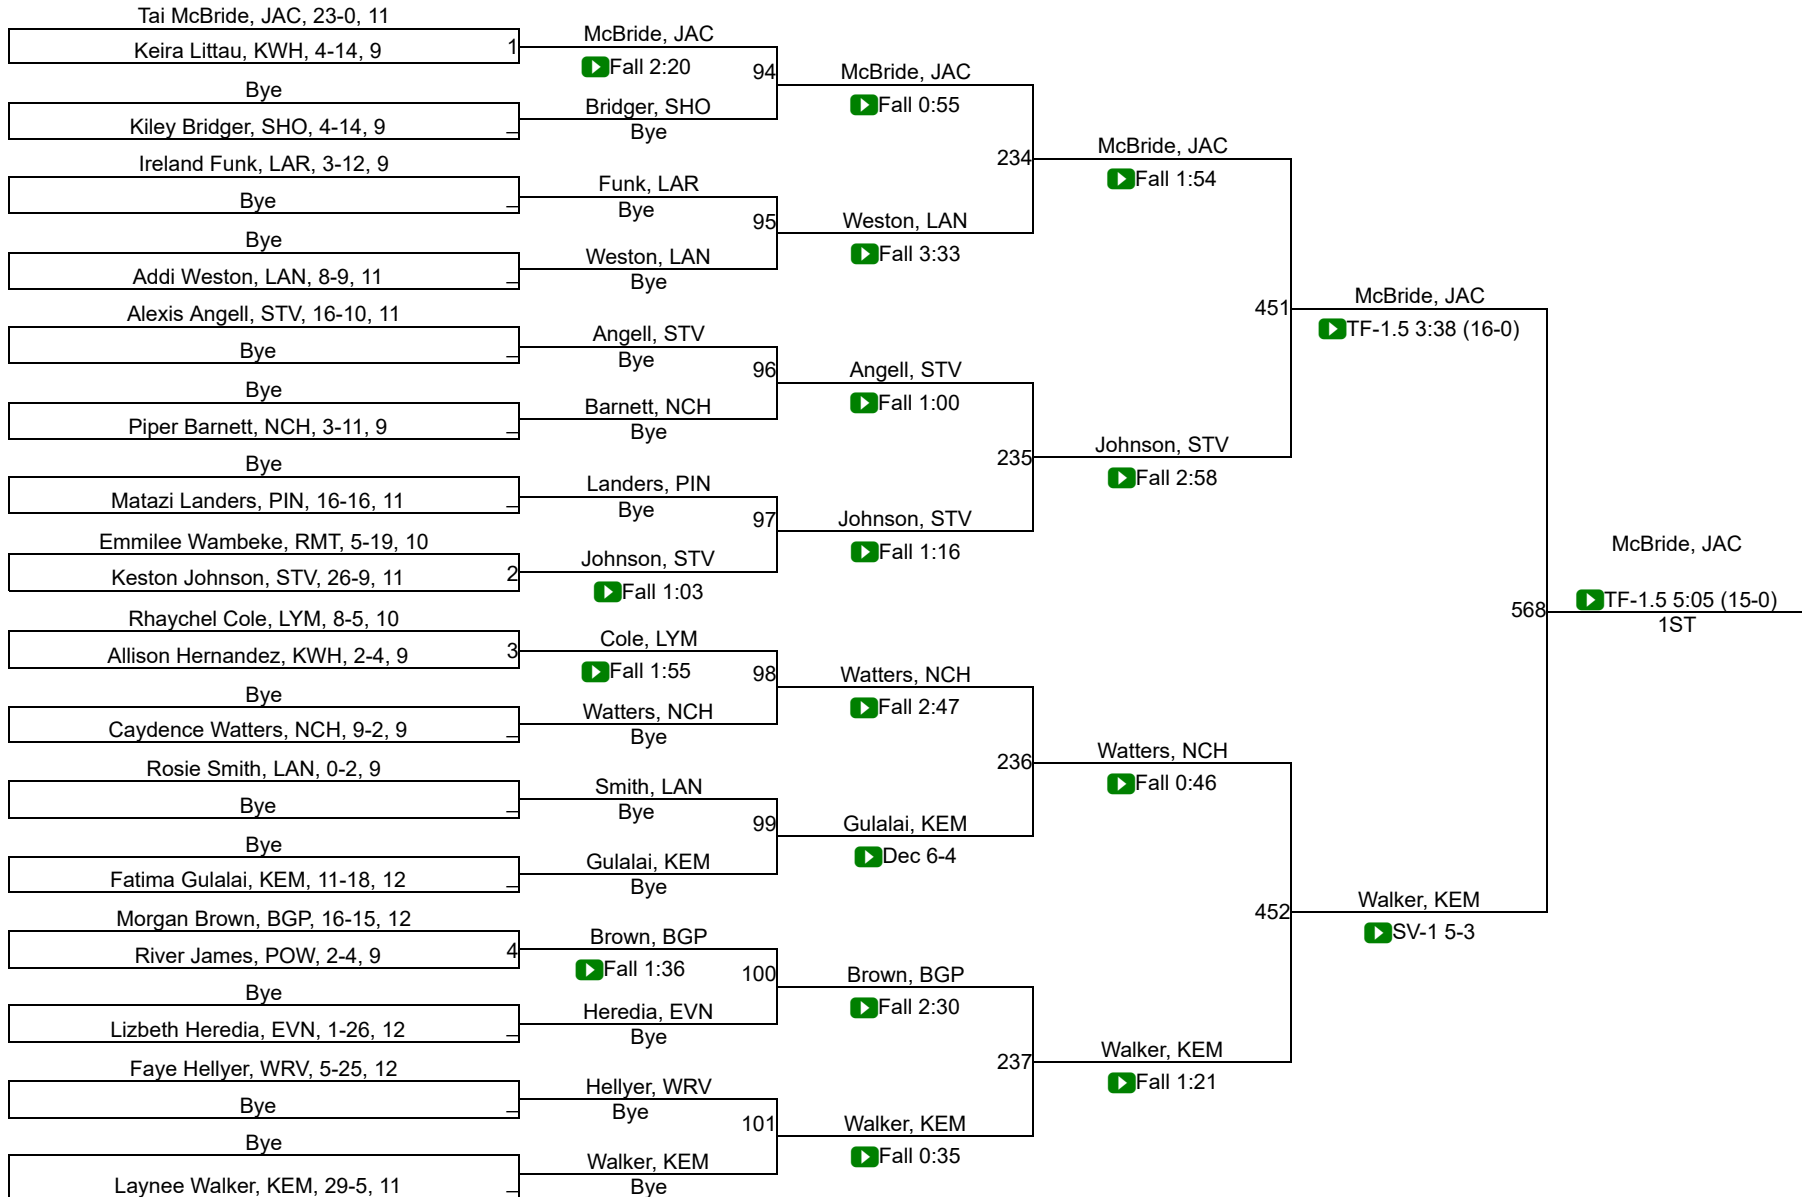 Tai McBride, JAC, 23-0, 11
Keira Littau, KWH, 4-14, 9
1
Bye
Kiley Bridger, SHO, 4-14, 9
Ireland Funk, LAR, 3-12, 9
Bye
Bye
Addi Weston, LAN, 8-9, 11
Alexis Angell, STV, 16-10, 11
Bye
Bye
Piper Barnett, NCH, 3-11, 9
Bye
Matazi Landers, PIN, 16-16, 11
Emmilee Wambeke, RMT, 5-19, 10
Keston Johnson, STV, 26-9, 11
2
Rhaychel Cole, LYM, 8-5, 10
Allison Hernandez, KWH, 2-4, 9
3
Bye
Caydence Watters, NCH, 9-2, 9
Rosie Smith, LAN, 0-2, 9
Bye
Bye
Fatima Gulalai, KEM, 11-18, 12
Morgan Brown, BGP, 16-15, 12
River James, POW, 2-4, 9
4
Bye
Lizbeth Heredia, EVN, 1-26, 12
Faye Hellyer, WRV, 5-25, 12
Bye
Bye
Laynee Walker, KEM, 29-5, 11
McBride, JAC
Fall 2:20
94
Bridger, SHO
Bye
Funk, LAR
Bye
95
Weston, LAN
Bye
Angell, STV
Bye
96
Barnett, NCH
Bye
Landers, PIN
Bye
97
Johnson, STV
Fall 1:03
Cole, LYM
Fall 1:55
98
Watters, NCH
Bye
Smith, LAN
Bye
99
Gulalai, KEM
Bye
Brown, BGP
Fall 1:36
100
Heredia, EVN
Bye
Hellyer, WRV
Bye
101
Walker, KEM
Bye
McBride, JAC
Fall 0:55
234
Weston, LAN
Fall 3:33
Angell, STV
Fall 1:00
235
Johnson, STV
Fall 1:16
Watters, NCH
Fall 2:47
236
Gulalai, KEM
Dec 6-4
Brown, BGP
Fall 2:30
237
Walker, KEM
Fall 0:35
McBride, JAC
Fall 1:54
451
Johnson, STV
Fall 2:58
Watters, NCH
Fall 0:46
452
Walker, KEM
Fall 1:21
McBride, JAC
TF-1.5 3:38 (16-0)
568
Walker, KEM
SV-1 5-3
McBride, JAC
TF-1.5 5:05 (15-0)
1ST